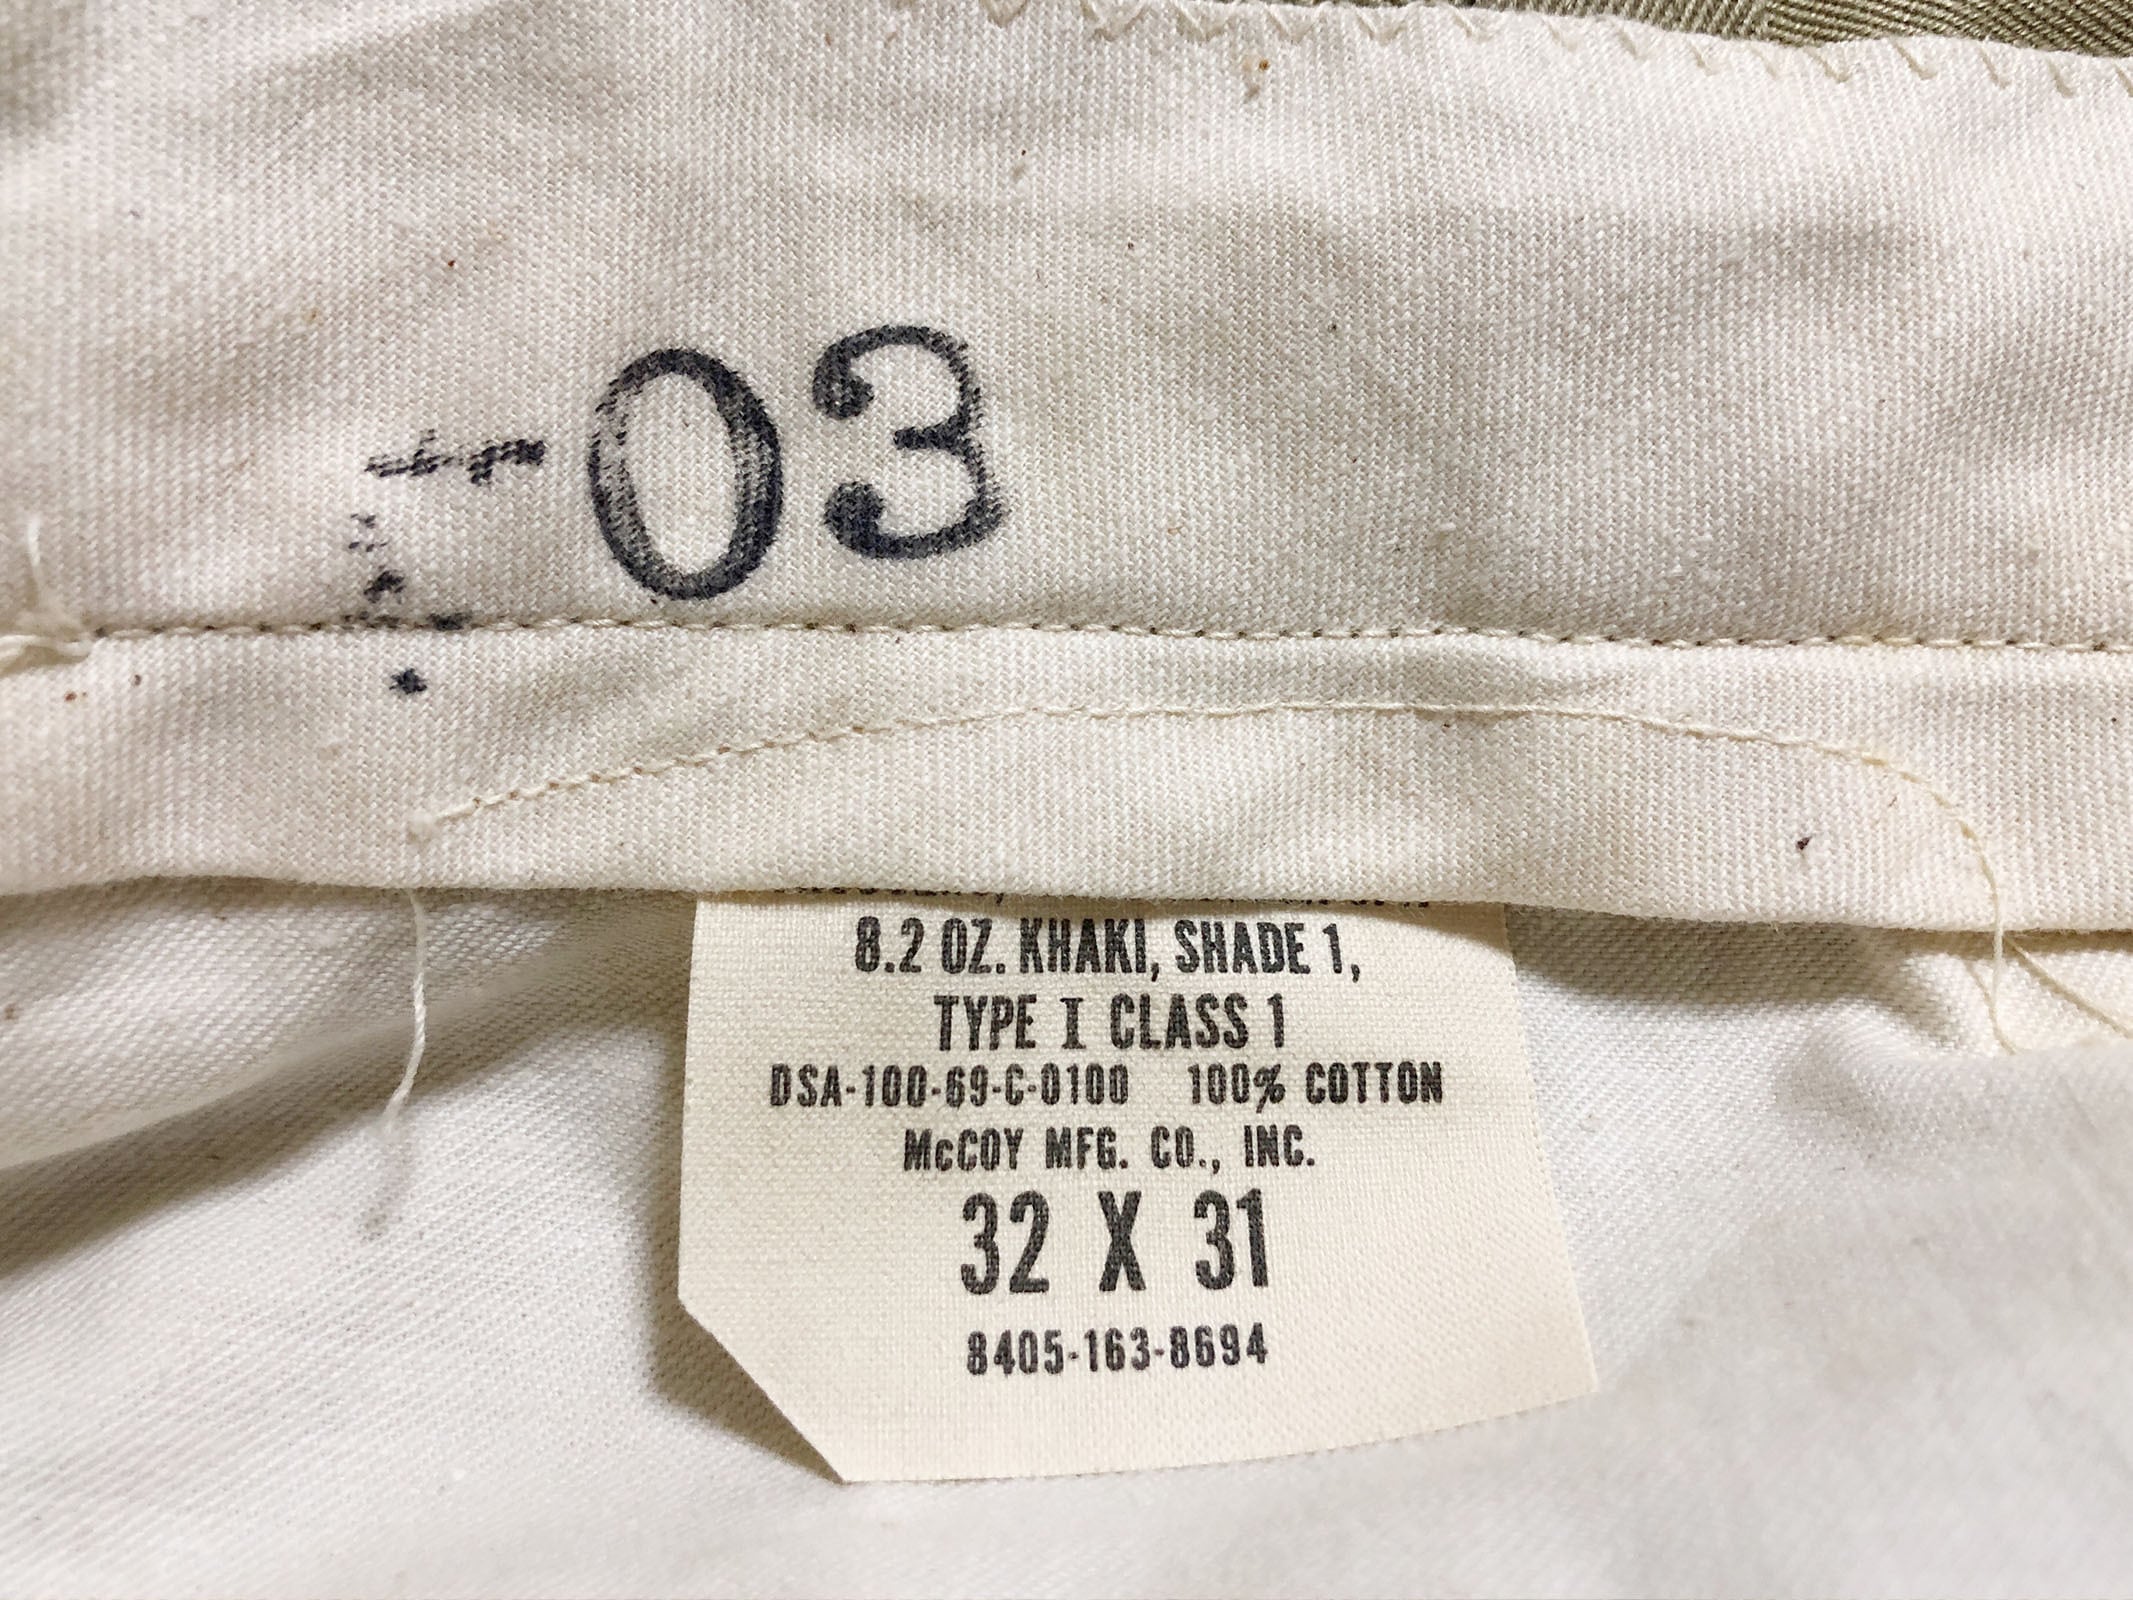 -03
8.2 OZ. KHAKI, SHADE 1,
TYPE I CLASS 1
DSA-100-69-C-0100 100% COTTON
McCOY MFG. CO., INC.
32 X 31
8405-163-8694